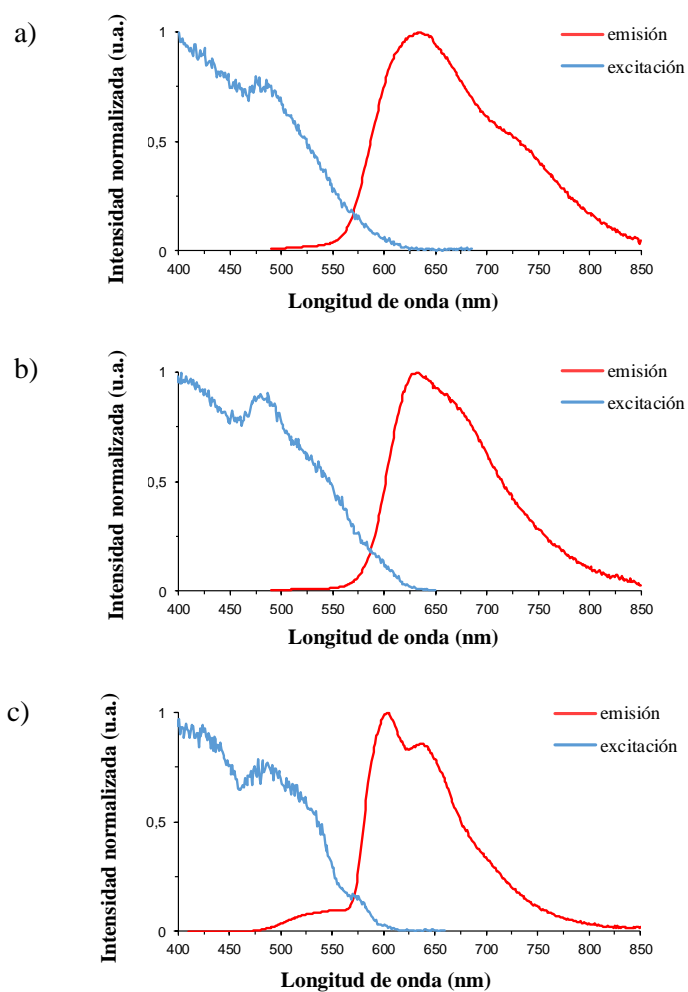 a)
emisión
excitación
Intensidad normalizada (u.a.)
1
0,5
0
400 450 500 550 600 650 700 750 800 850
Longitud de onda (nm)
b)
emisión
excitación
Intensidad normalizada (u.a.)
1
0,5
0
400 450 500 550 600 650 700 750 800 850
Longitud de onda (nm)
c)
emisión
excitación
Intensidad normalizada (u.a.)
1
0,5
0
400 450 500 550 600 650 700 750 800 850
Longitud de onda (nm)